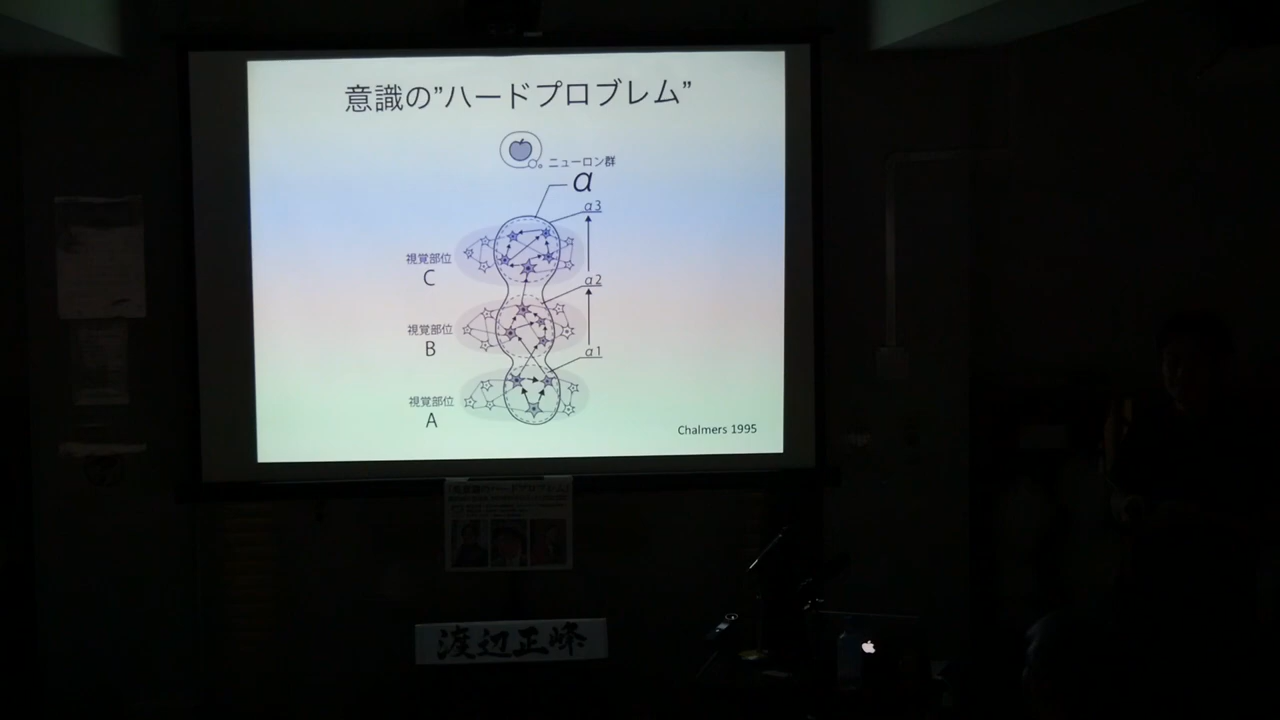 意識の”ハードプロブレム”
ニューロン群
α
α3
視覚部位
C
α2
視覚部位
B
α1
視覚部位
A
Chalmers 1995
渡辺正峰